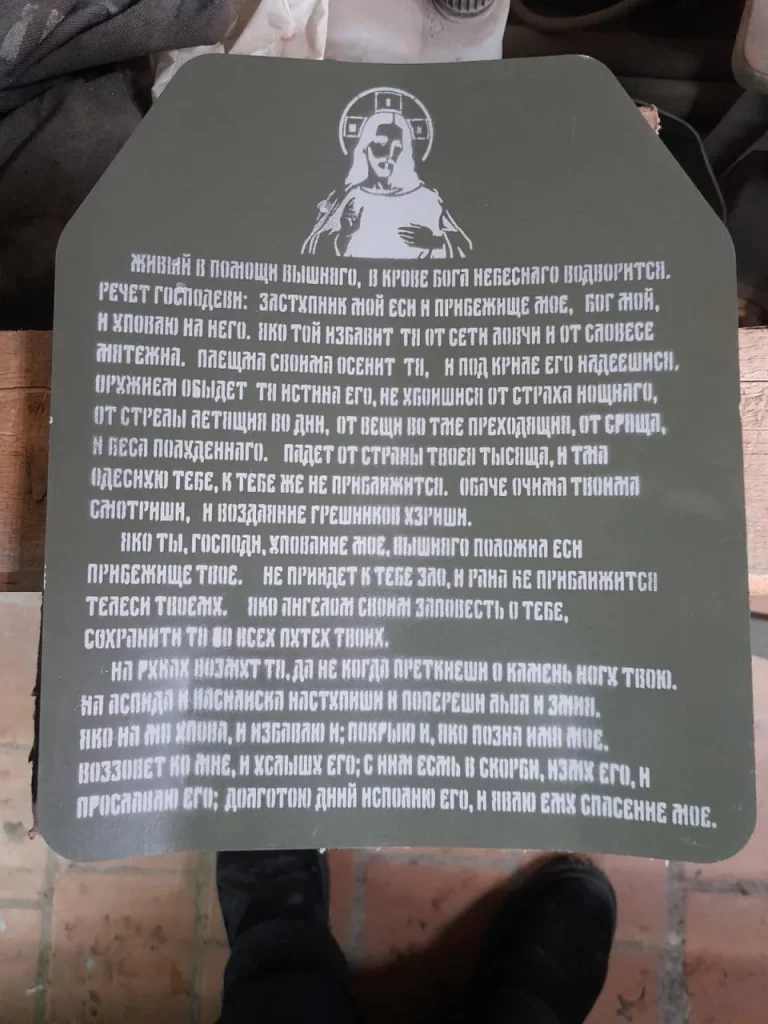 ЖИВЫЙ В ПОМОЩИ ВЫШНЯГО, В КРОВЕ БОГА НЕБЕСНАГО ВОДВОРИТСЯ.
РЕЧЕТ ГОСПОДЕВИ: ЗАСТУПНИК МОЙ ЕСИ И ПРИБЕЖИЩЕ МОЕ, БОГ МОЙ,
И УПОВАЮ НА НЕГО. ЯКО ТОЙ ИЗБАВИТ ТЯ ОТ СЕТИ ЛОВЧИ И ОТ СЛОВЕСЕ
МЯТЕЖНА. ПЛЕЩМА СВОИМА ОСЕНИТ ТЯ, И ПОД КРИЛЕ ЕГО НАДЕЕШИСЯ.
ОРУЖИЕМ ОБЫДЕТ ТЯ ИСТИНА ЕГО, НЕ УБОИШИСЯ ОТ СТРАХА НОЩНАГО,
ОТ СТРЕЛЫ ЛЕТЯЩИЯ ВО ДНИ, ОТ ВЕЩИ ВО ТМЕ ПРЕХОДЯЩИЯ, ОТ СРЯЩА,
И БЕСА ПОЛУДЕННАГО. ПАДЕТ ОТ СТРАНЫ ТВОЕЯ ТЫСЯЩА, И ТМА
ОДЕСНУЮ ТЕБЕ, К ТЕБЕ ЖЕ НЕ ПРИБЛИЖИТСЯ. ОБАЧЕ ОЧИМА ТВОИМА
СМОТРИШИ, И ВОЗДАЯНИЕ ГРЕШНИКОВ УЗРИШИ.
ЯКО ТЫ, ГОСПОДИ, УПОВАНИЕ МОЕ, ВЫШНЯГО ПОЛОЖИЛ ЕСИ
ПРИБЕЖИЩЕ ТВОЕ. НЕ ПРИИДЕТ К ТЕБЕ ЗЛО, И РАНА НЕ ПРИБЛИЖИТСЯ
ТЕЛЕСИ ТВОЕМУ. ЯКО АНГЕЛОМ СВОИМ ЗАПОВЕСТЬ О ТЕБЕ,
СОХРАНИТИ ТЯ ВО ВСЕХ ПУТЕХ ТВОИХ.
НА РУКАХ ВОЗМУТ ТЯ, ДА НЕ КОГДА ПРЕТКНЕШИ О КАМЕНЬ НОГУ ТВОЮ.
НА АСПИДА И ВАСИЛИСКА НАСТУПИШИ И ПОПЕРЕШИ ЛЬВА И ЗМИЯ.
ЯКО НА МЯ УПОВА, И ИЗБАВЛЮ И; ПОКРЫЮ И, ЯКО ПОЗНА ИМЯ МОЕ.
ВОЗЗОВЕТ КО МНЕ, И УСЛЫШУ ЕГО; С НИМ ЕСМЬ В СКОРБИ, ИЗМУ ЕГО, И
ПРОСЛАВЛЮ ЕГО; ДОЛГОТОЮ ДНИЙ ИСПОЛНЮ ЕГО, И ЯВЛЮ ЕМУ СПАСЕНИЕ МОЕ.